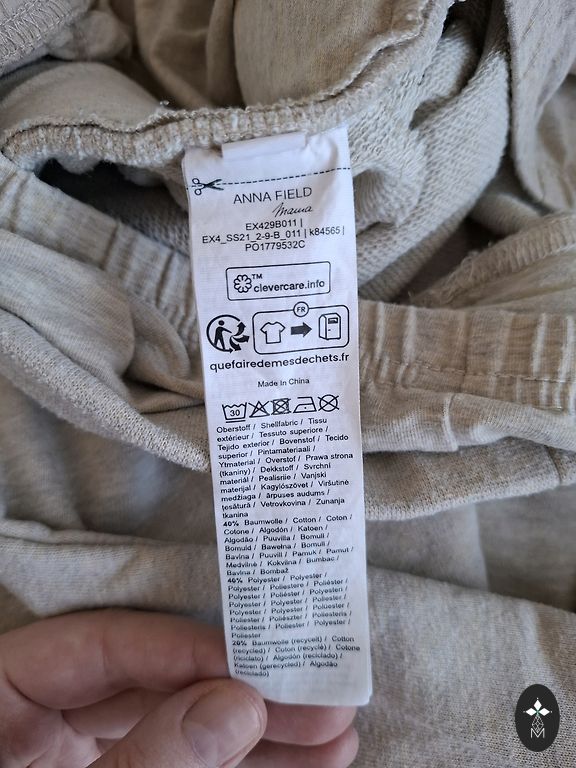 ANNA FIELD
mama
EX429B011 |
EX4_SS21_2-9-B_011 | k84565 |
PO1779532C
TM
clevercare.info
FR
quefairedemesdechets.fr
Made In China
30
Oberstoff / Shellfabric / Tissu
extérieur / Tessuto superiore /
Tejido exterior / Bovenstof / Tecido
superior / Pintamateriaali /
Ytmaterial / Overstof / Prawa strona
(tkaniny) / Dekkstoff / Svrchní
materiál / Pealisriie / Vanjski
materijal / Kagylószövet / Viršutinė
medžiaga / ārpuses audums /
țesătură / Vetrovkovina / Zunanja
tkanina
40% Baumwolle / Cotton / Coton /
Cotone / Algodón / Katoen /
Algodão / Puuvilla / Bomull /
Bomuld / Bawełna / Bomull /
Bavlna / Puuvill / Pamuk / Pamut /
Medvilnė / Kokvilna / Bumbac /
Bavlna / Bombaž
40% Polyester / Polyester /
Polyester / Poliestere / Poliéster /
Polyester / Poliéster / Polyesteri /
Polyester / Polyester / Poliester /
Polyester / Polyester / Polüester /
Poliester / Poliészter / Poliesteris /
Poliesteris / Poliester / Polyester /
Poliester
20% Baumwolle (recycelt) / Cotton
(recycled) / Coton (recyclé) / Cotone
(riciclato) / Algodón (reciclado) /
Katoen (gerecycled) / Algodão
(reciclado)
M